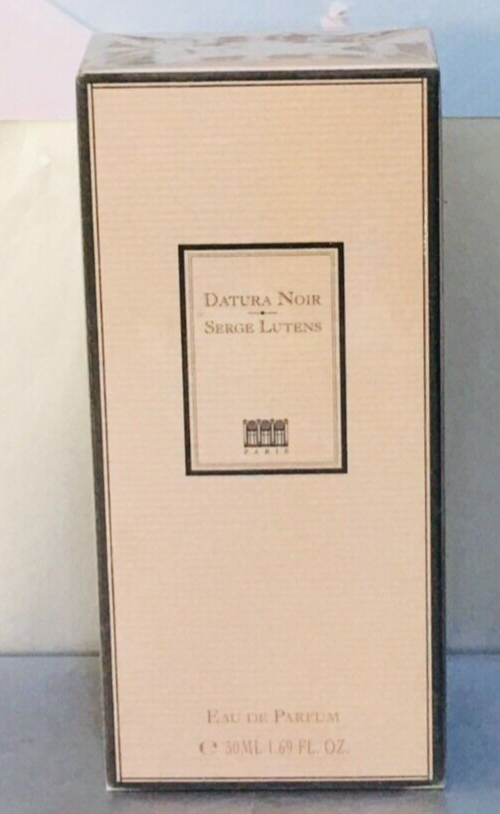 DATURA NOIR
SERGE LUTENS
PARIS
EAU DE PARFUM
℮ 50ML 1.69 FL. OZ.